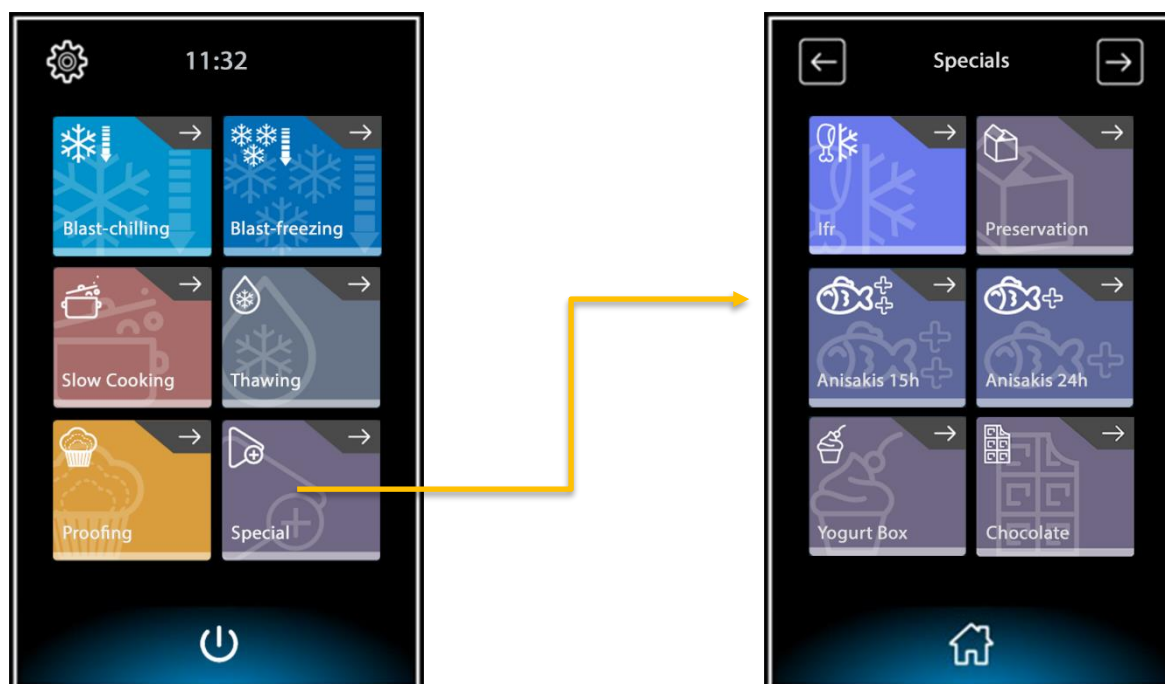 11:32
Blast-chilling
Blast-freezing
Slow Cooking
Thawing
Proofing
Special
Specials
Ifr
Preservation
Anisakis 15h
Anisakis 24h
Yogurt Box
Chocolate